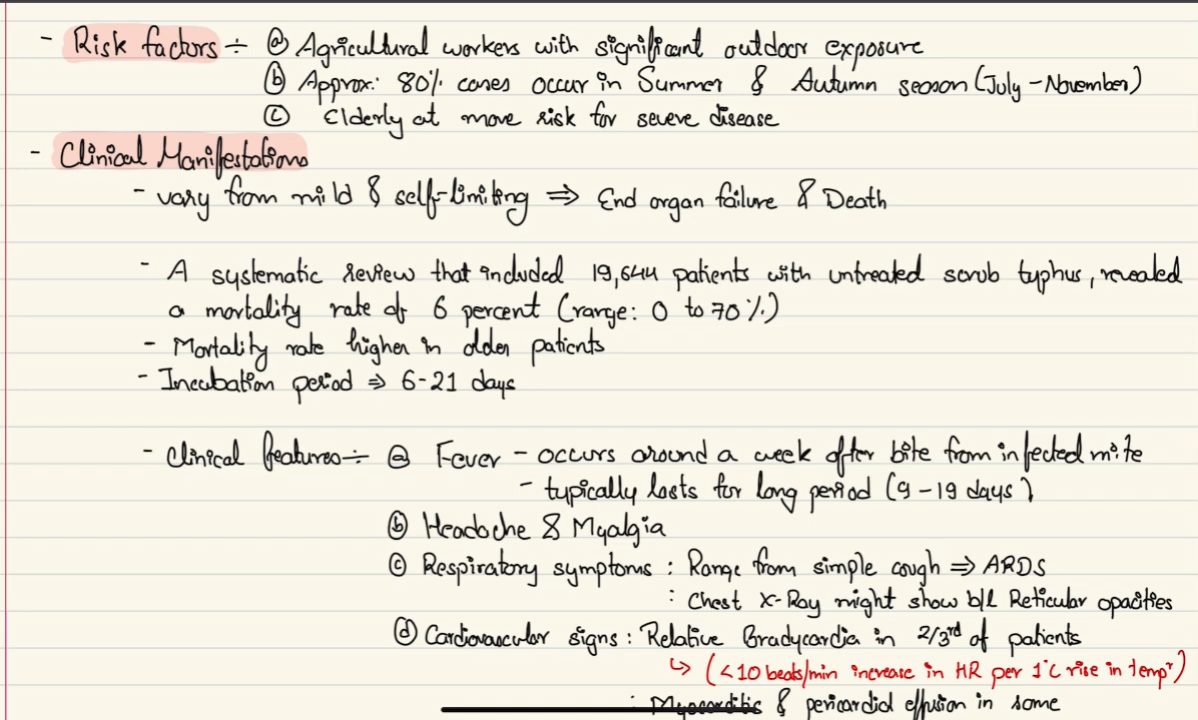 - Risk factors ÷ ⓐ Agricultural workers with significant outdoor exposure
ⓑ Approx: 80% cases occur in Summer & Autumn season (July - November)
ⓒ Elderly at more risk for severe disease
- Clinical Manifestations
- vary from mild & self-limiting ⇒ End organ failure & Death
- A systematic review that included 19,644 patients with untreated scrub typhus, revealed
a mortality rate of 6 percent (range: 0 to 70%)
- Mortality rate higher in older patients
- Incubation period ⇒ 6-21 days
- Clinical features ÷ ⓐ Fever - occurs around a week after bite from infected mite
- typically lasts for long period (9-19 days)
ⓑ Headache & Myalgia
ⓒ Respiratory symptoms : Range from simple cough ⇒ ARDS
: Chest X-Ray might show b/l Reticular opacities
ⓓ Cardiovascular signs : Relative Bradycardia in 2/3rd of patients
↳ (<10 beats/min increase in HR per 1°C rise in tempr)
: Myocarditis & pericardial effusion in some